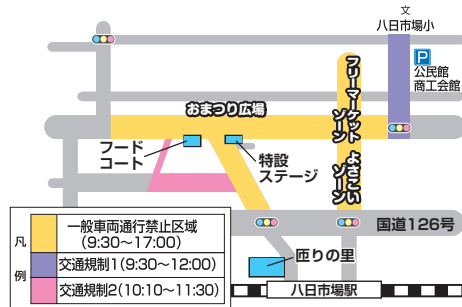 文
八日市場小
P
公民館
商工会館
おまつり広場
フリーマーケット
ゾーン
よさこい
ゾーン
フード
コート
特設
ステージ
国道126号
匝りの里
八日市場駅
凡例
一般車両通行禁止区域
(9:30〜17:00)
交通規制1(9:30〜12:00)
交通規制2(10:10〜11:30)